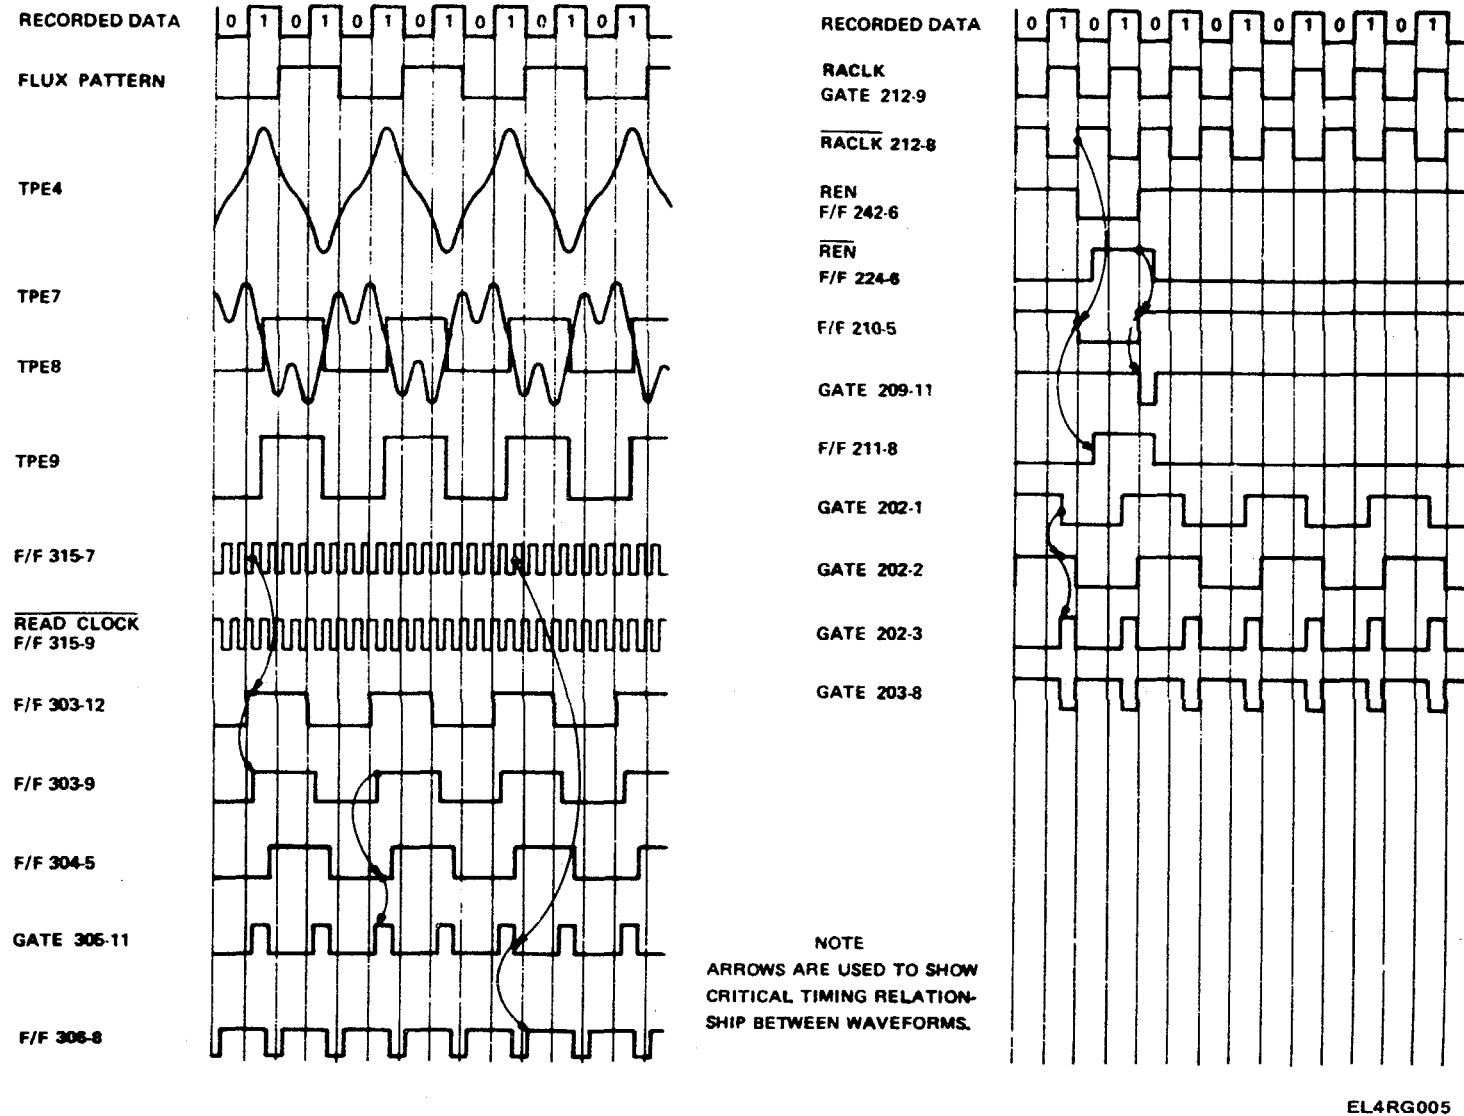 RECORDED DATA
0 1 0 1 0 1 0 1 0 1 0 1 0 1
FLUX PATTERN
TPE4
TPE7
TPE8
TPE9
F/F 315-7
READ CLOCK
F/F 315-9
F/F 303-12
F/F 303-9
F/F 304-5
GATE 305-11
F/F 306-8
RECORDED DATA
0 1 0 1 0 1 0 1 0 1 0 1 0 1
RACLK
GATE 212-9
RACLK 212-8
REN
F/F 242-6
REN
F/F 224-6
F/F 210-5
GATE 209-11
F/F 211-8
GATE 202-1
GATE 202-2
GATE 202-3
GATE 203-8
NOTE
ARROWS ARE USED TO SHOW
CRITICAL TIMING RELATION-
SHIP BETWEEN WAVEFORMS.
EL4RG005